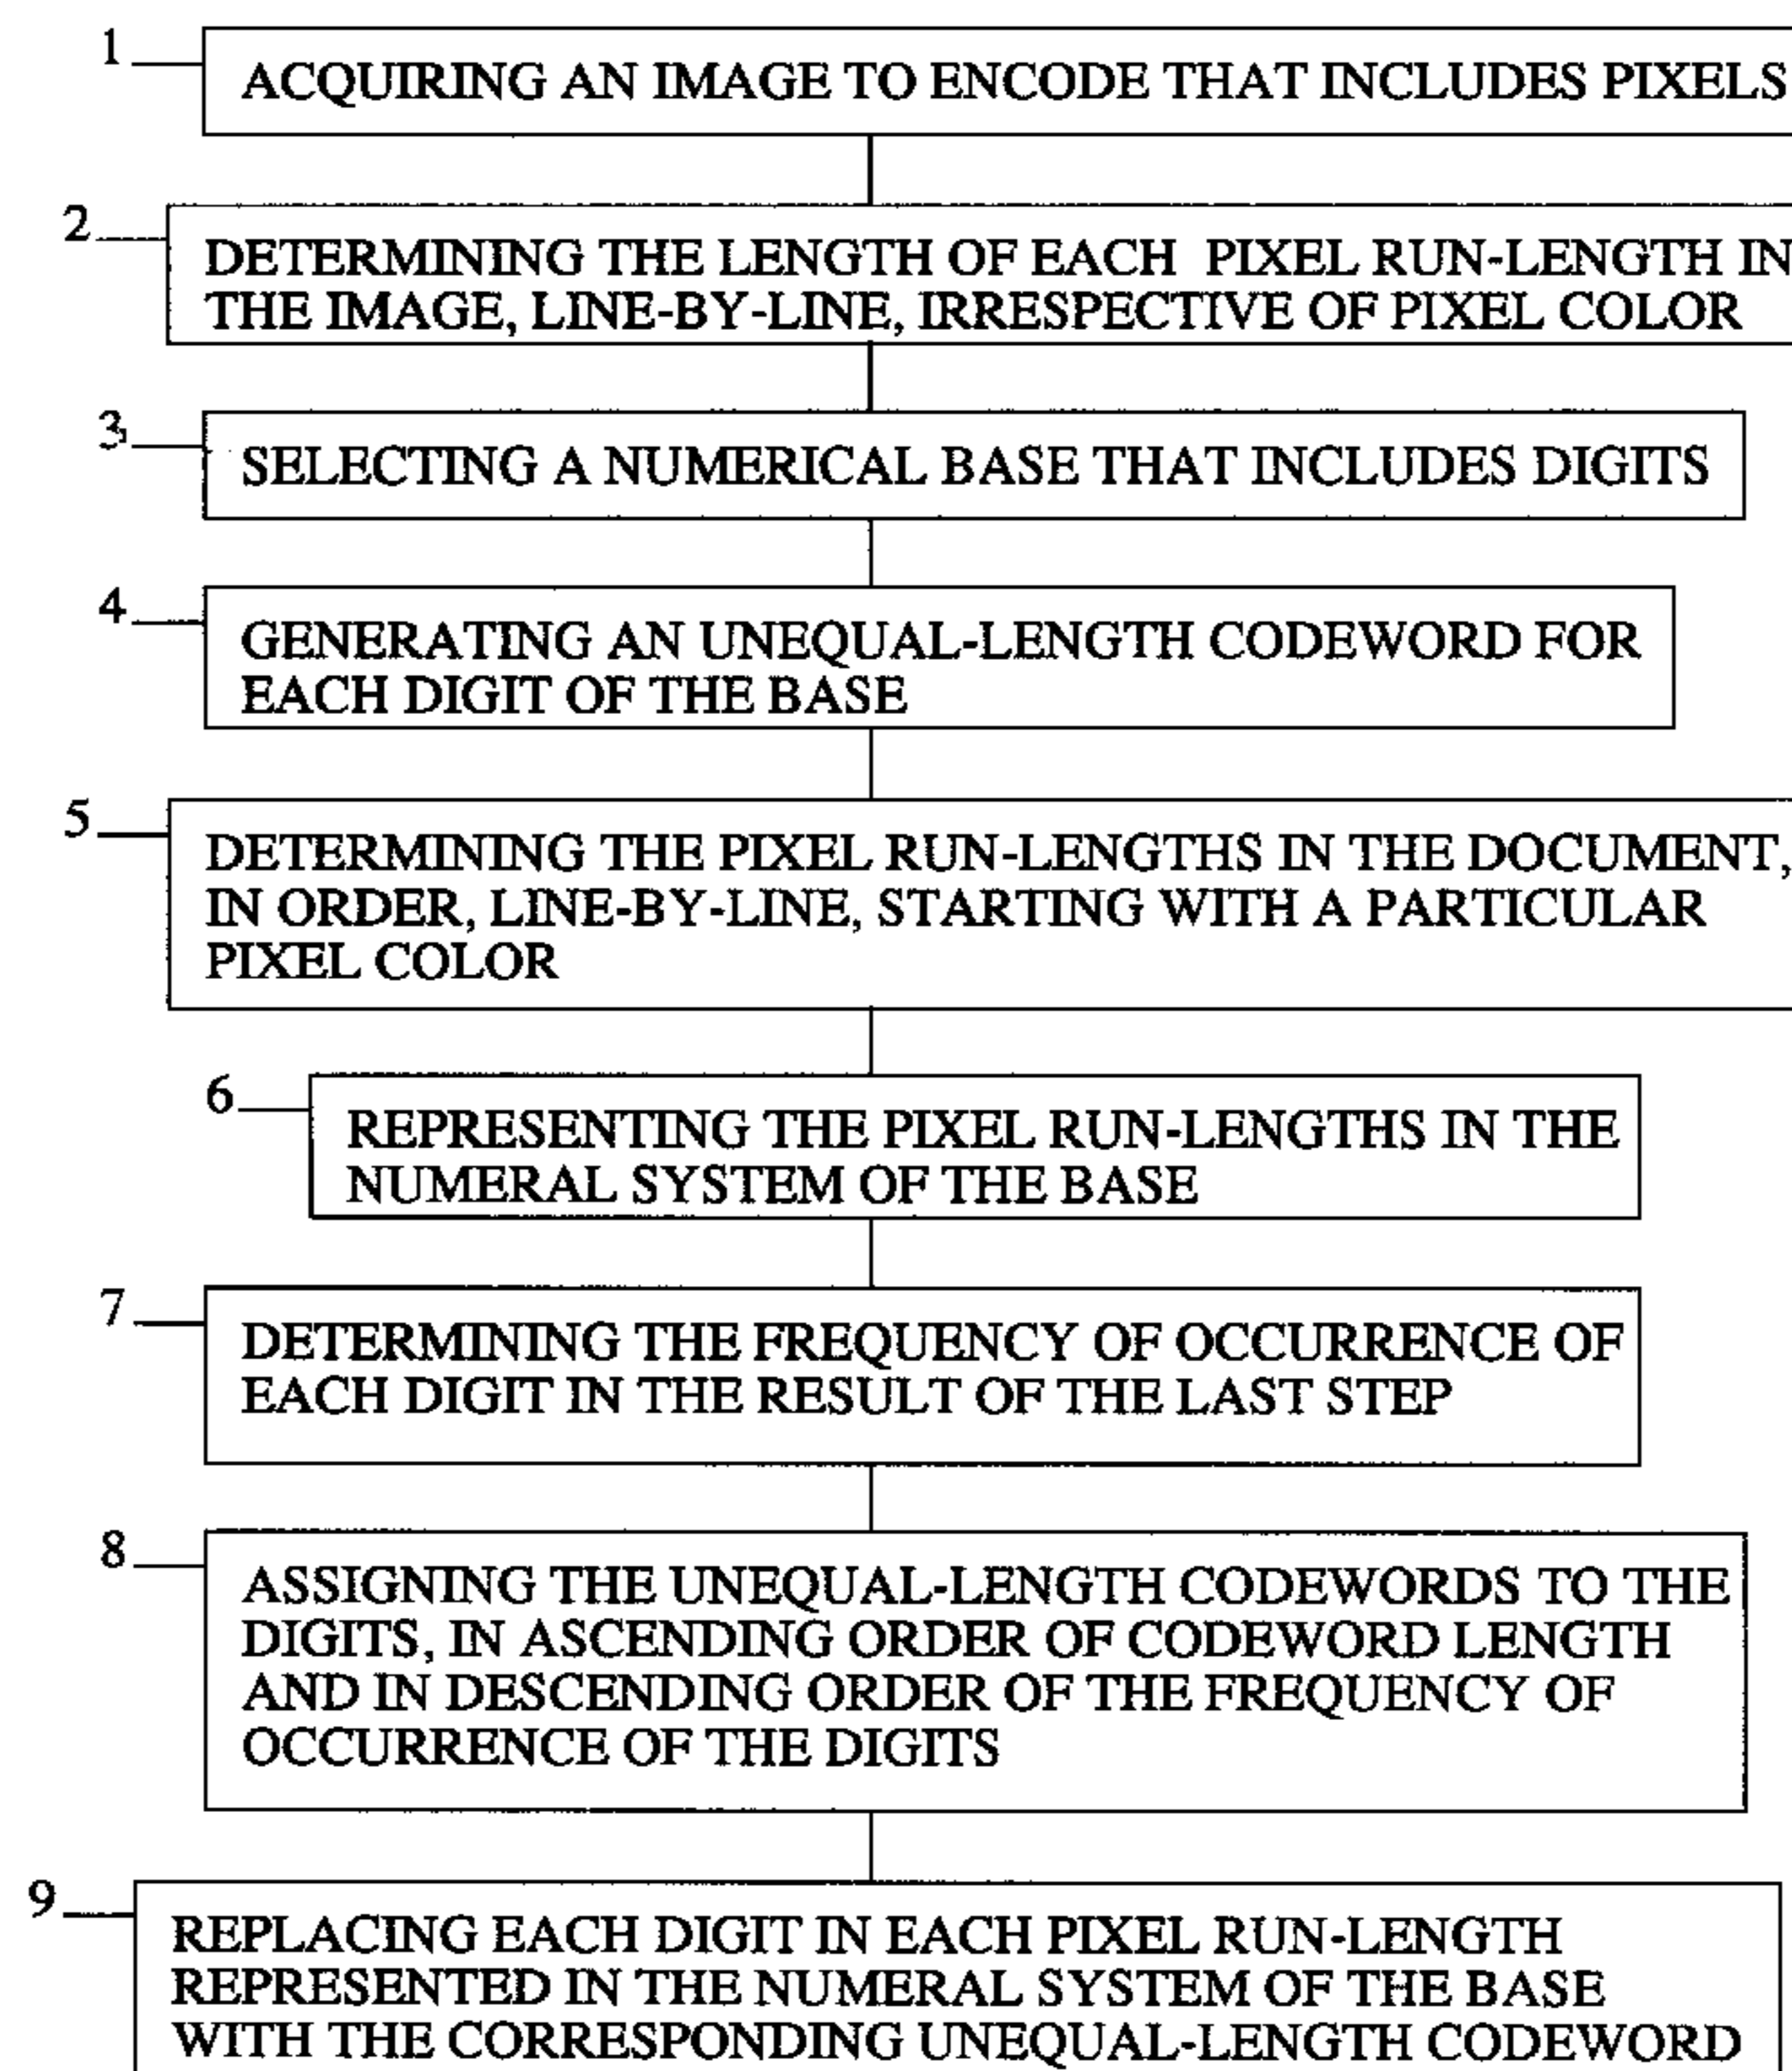 1 ACQUIRING AN IMAGE TO ENCODE THAT INCLUDES PIXELS
2 DETERMINING THE LENGTH OF EACH PIXEL RUN-LENGTH IN
THE IMAGE, LINE-BY-LINE, IRRESPECTIVE OF PIXEL COLOR
3 SELECTING A NUMERICAL BASE THAT INCLUDES DIGITS
4 GENERATING AN UNEQUAL-LENGTH CODEWORD FOR
EACH DIGIT OF THE BASE
5 DETERMINING THE PIXEL RUN-LENGTHS IN THE DOCUMENT,
IN ORDER, LINE-BY-LINE, STARTING WITH A PARTICULAR
PIXEL COLOR
6 REPRESENTING THE PIXEL RUN-LENGTHS IN THE
NUMERAL SYSTEM OF THE BASE
7 DETERMINING THE FREQUENCY OF OCCURRENCE OF
EACH DIGIT IN THE RESULT OF THE LAST STEP
8 ASSIGNING THE UNEQUAL-LENGTH CODEWORDS TO THE
DIGITS, IN ASCENDING ORDER OF CODEWORD LENGTH
AND IN DESCENDING ORDER OF THE FREQUENCY OF
OCCURRENCE OF THE DIGITS
9 REPLACING EACH DIGIT IN EACH PIXEL RUN-LENGTH
REPRESENTED IN THE NUMERAL SYSTEM OF THE BASE
WITH THE CORRESPONDING UNEQUAL-LENGTH CODEWORD